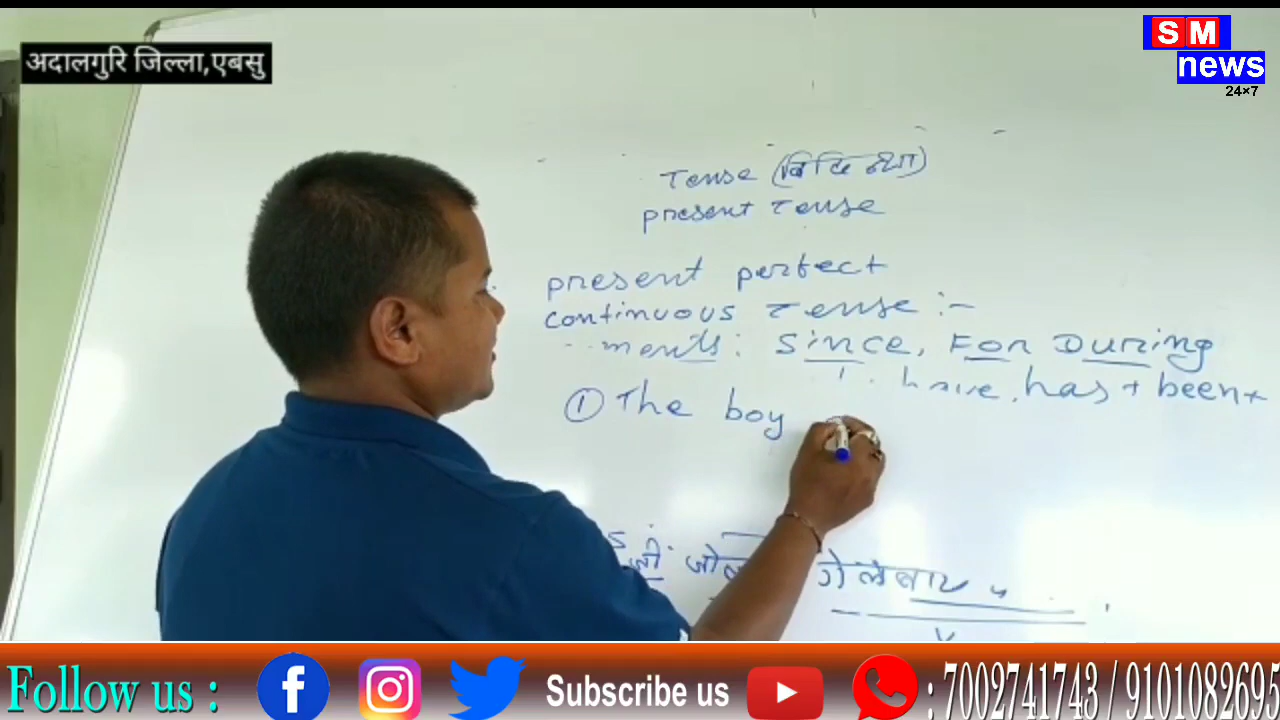 SM
news
24×7
अदालगुरि जिल्ला,एबसु
Tense
present Tense
present perfect
continuous Tense :-
Since, For During
have, has + been +
① The boy
Follow us :
Subscribe us
: 7002741743 / 9101082695